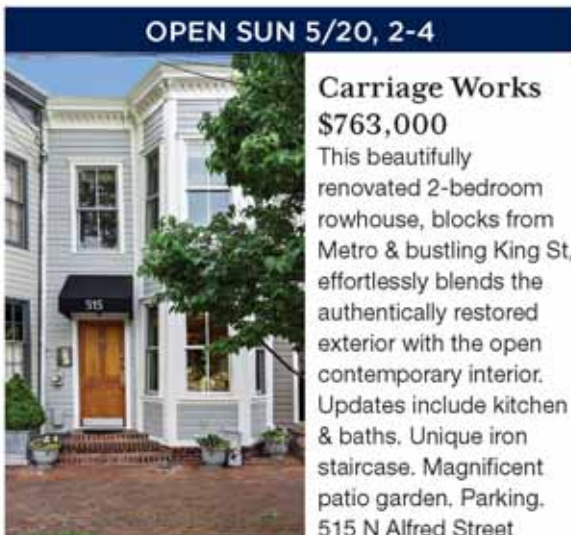 OPEN SUN 5/20, 2-4
515
Carriage Works
$763,000
This beautifully
renovated 2-bedroom
rowhouse, blocks from
Metro & bustling King St,
effortlessly blends the
authentically restored
exterior with the open
contemporary interior.
Updates include kitchen
& baths. Unique iron
staircase. Magnificent
patio garden. Parking.
515 N Alfred Street